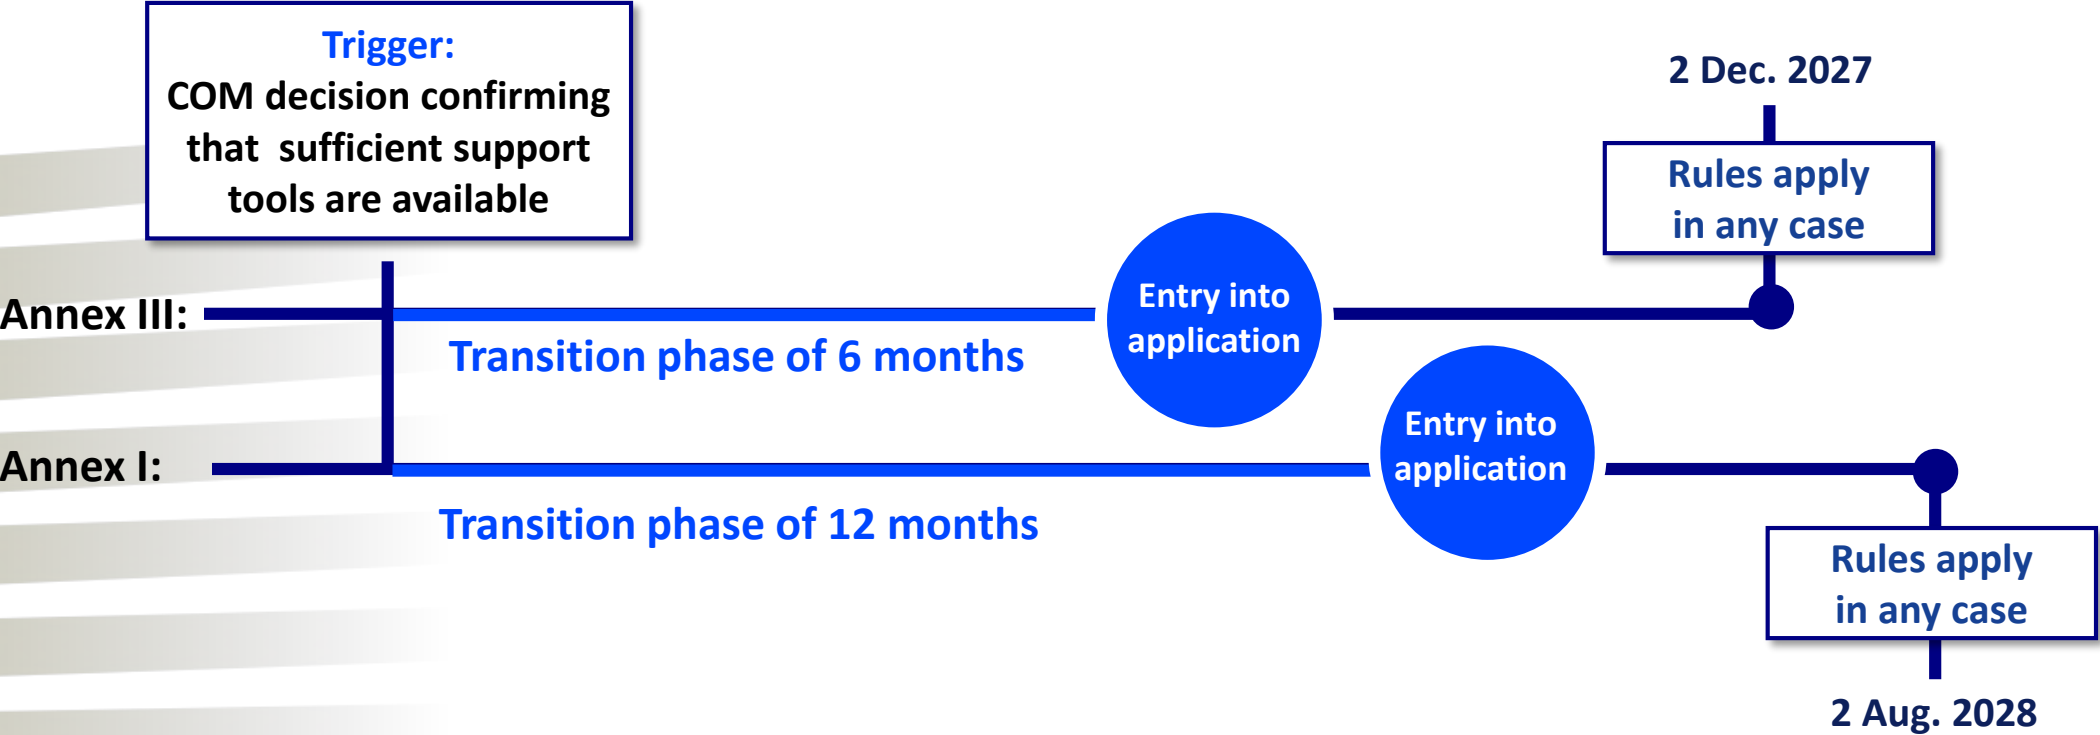 Trigger:
COM decision confirming
that sufficient support
tools are available
2 Dec. 2027
Rules apply
in any case
Annex III:
Entry into
application
Transition phase of 6 months
Annex I:
Entry into
application
Transition phase of 12 months
Rules apply
in any case
2 Aug. 2028